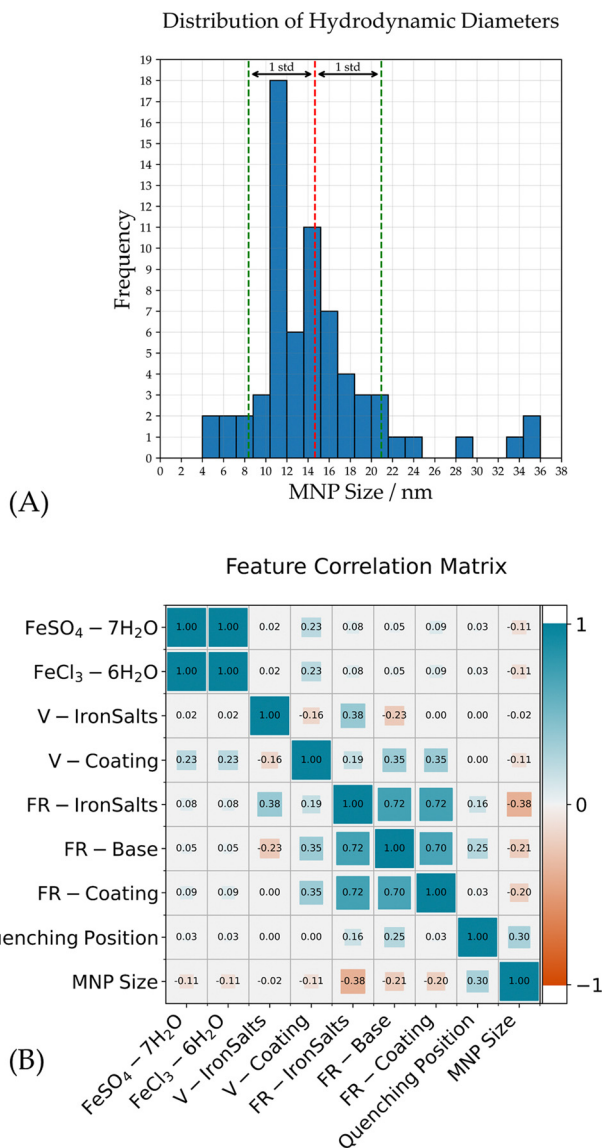 Distribution of Hydrodynamic Diameters
1 std 1 std
19
18
17
16
15
14
13
12
11
10
9
8
7
6
5
4
3
2
1
0
Frequency
0 2 4 6 8 10 12 14 16 18 20 22 24 26 28 30 32 34 36 38
MNP Size / nm
(A)
Feature Correlation Matrix
FeSO₄ − 7H₂O 1.00 1.00 0.02 0.23 0.08 0.05 0.09 0.03 -0.11
FeCl₃ − 6H₂O 1.00 1.00 0.02 0.23 0.08 0.05 0.09 0.03 -0.11
V − IronSalts 0.02 0.02 1.00 -0.16 0.38 -0.23 0.00 0.00 -0.02
V − Coating 0.23 0.23 -0.16 1.00 0.19 0.35 0.35 0.00 -0.11
FR − IronSalts 0.08 0.08 0.38 0.19 1.00 0.72 0.72 0.16 -0.38
FR − Base 0.05 0.05 -0.23 0.35 0.72 1.00 0.70 0.25 -0.21
FR − Coating 0.09 0.09 0.00 0.35 0.72 0.70 1.00 0.03 -0.20
uenching Position 0.03 0.03 0.00 0.00 0.16 0.25 0.03 1.00 0.30
MNP Size -0.11 -0.11 -0.02 -0.11 -0.38 -0.21 -0.20 0.30 1.00
1
0
−1
FeSO₄ − 7H₂O
FeCl₃ − 6H₂O
V − IronSalts
V − Coating
FR − IronSalts
FR − Base
FR − Coating
Quenching Position
MNP Size
(B)